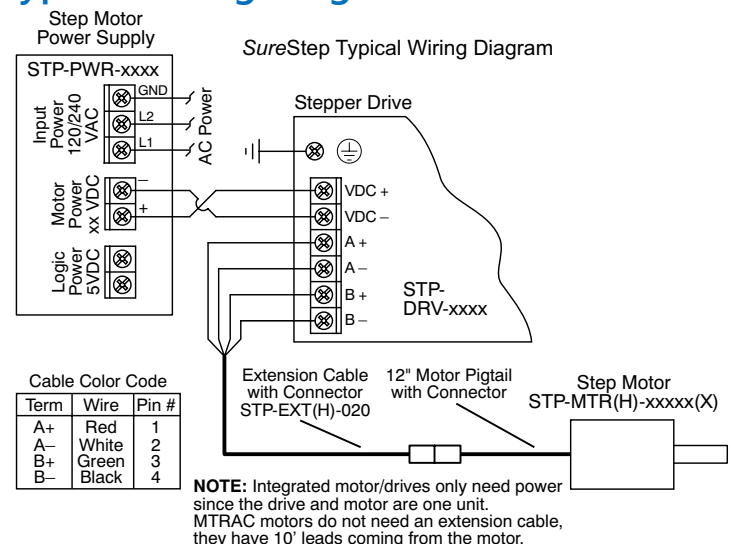 Step Motor
Power Supply
SureStep Typical Wiring Diagram
STP-PWR-xxxx
Input
Power
120/240
VAC
GND
L2
L1
AC Power
Motor
Power
xx VDC
–
+
Logic
Power
5VDC
Stepper Drive
VDC +
VDC –
A +
A –
B +
B –
STP-
DRV-xxxx
Cable Color Code
Term Wire Pin #
A+ Red 1
A– White 2
B+ Green 3
B– Black 4
Extension Cable
with Connector
STP-EXT(H)-020
12" Motor Pigtail
with Connector
Step Motor
STP-MTR(H)-xxxxx(X)
NOTE: Integrated motor/drives only need power
since the drive and motor are one unit.
MTRAC motors do not need an extension cable,
they have 10' leads coming from the motor.